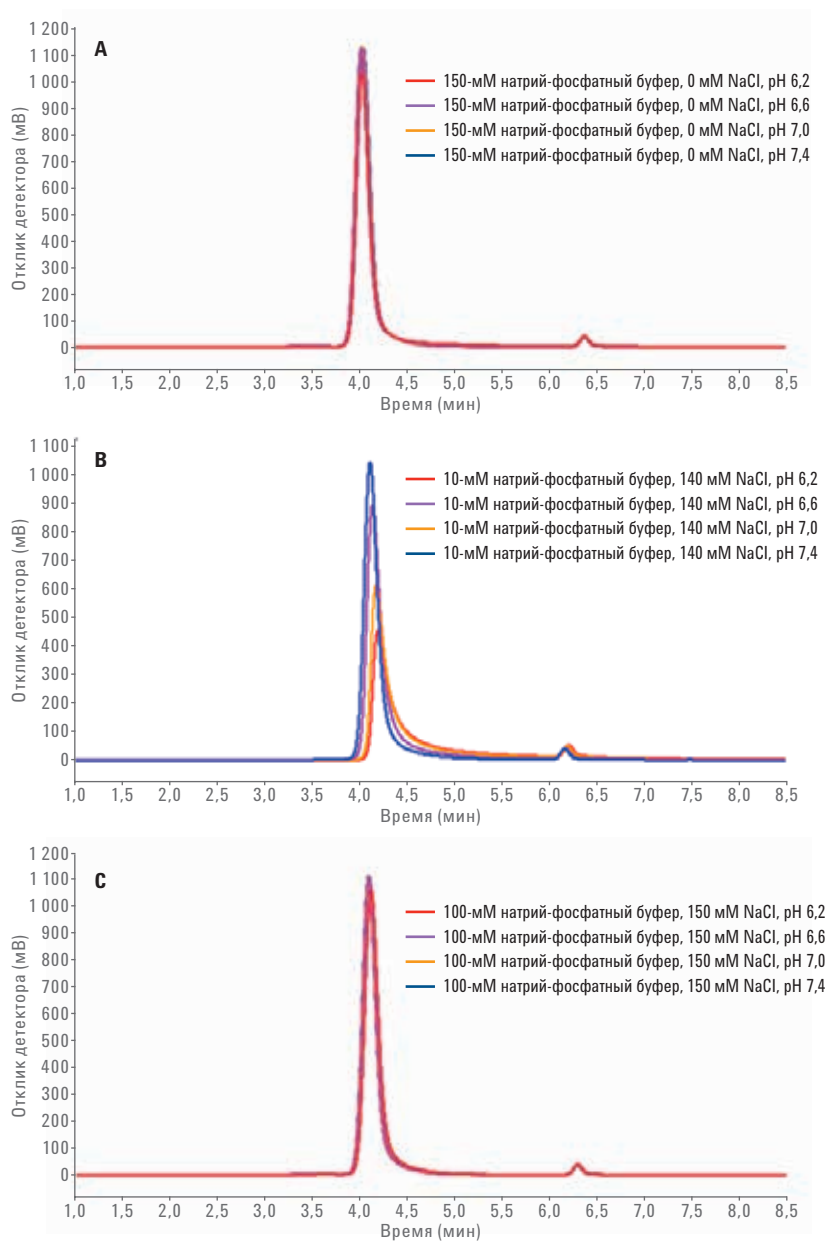 A
1 200
1 100
1 000
900
800
700
600
500
400
300
200
100
0
Отклик детектора (мВ)
150-мМ натрий-фосфатный буфер, 0 мМ NaCl, pH 6,2
150-мМ натрий-фосфатный буфер, 0 мМ NaCl, pH 6,6
150-мМ натрий-фосфатный буфер, 0 мМ NaCl, pH 7,0
150-мМ натрий-фосфатный буфер, 0 мМ NaCl, pH 7,4
1,0 1,5 2,0 2,5 3,0 3,5 4,0 4,5 5,0 5,5 6,0 6,5 7,0 7,5 8,0 8,5
Время (мин)
B
1 100
1 000
900
800
700
600
500
400
300
200
100
0
Отклик детектора (мВ)
10-мМ натрий-фосфатный буфер, 140 мМ NaCl, pH 6,2
10-мМ натрий-фосфатный буфер, 140 мМ NaCl, pH 6,6
10-мМ натрий-фосфатный буфер, 140 мМ NaCl, pH 7,0
10-мМ натрий-фосфатный буфер, 140 мМ NaCl, pH 7,4
1,0 1,5 2,0 2,5 3,0 3,5 4,0 4,5 5,0 5,5 6,0 6,5 7,0 7,5 8,0 8,5
Время (мин)
C
1 200
1 100
1 000
900
800
700
600
500
400
300
200
100
0
Отклик детектора (мВ)
100-мМ натрий-фосфатный буфер, 150 мМ NaCl, pH 6,2
100-мМ натрий-фосфатный буфер, 150 мМ NaCl, pH 6,6
100-мМ натрий-фосфатный буфер, 150 мМ NaCl, pH 7,0
100-мМ натрий-фосфатный буфер, 150 мМ NaCl, pH 7,4
1,0 1,5 2,0 2,5 3,0 3,5 4,0 4,5 5,0 5,5 6,0 6,5 7,0 7,5 8,0 8,5
Время (мин)